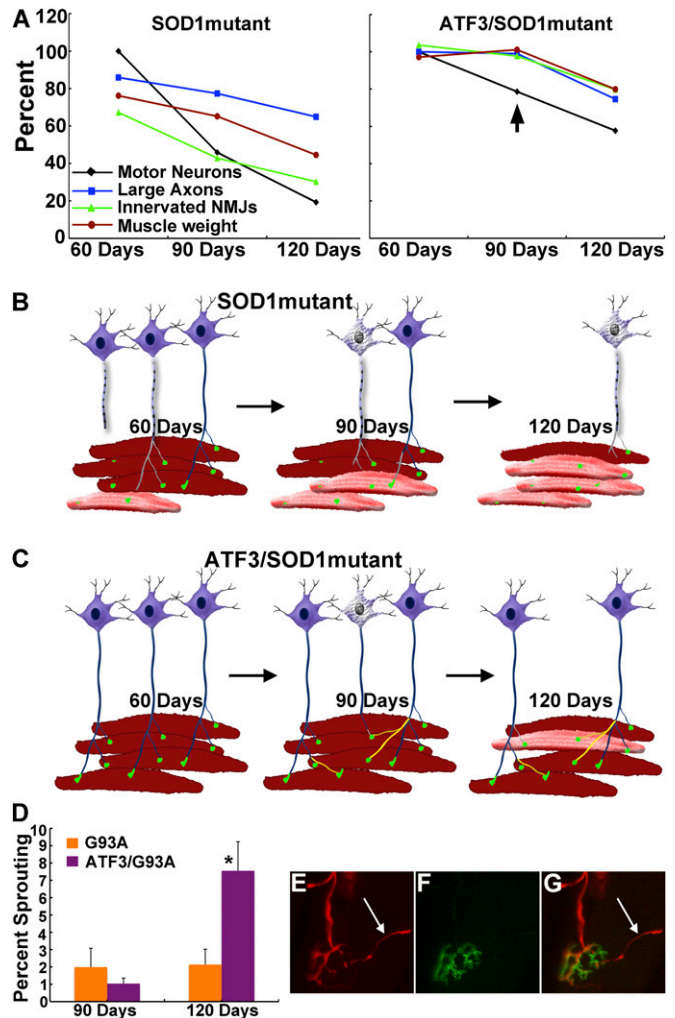 A
SOD1mutant
ATF3/SOD1mutant
Percent
120
100
80
60
40
20
0
Motor Neurons
Large Axons
Innervated NMJs
Muscle weight
60 Days 90 Days 120 Days
60 Days 90 Days 120 Days
B
SOD1mutant
60 Days
90 Days
120 Days
C
ATF3/SOD1mutant
60 Days
90 Days
120 Days
D
Percent Sprouting
10
9
8
7
6
5
4
3
2
1
0
G93A
ATF3/G93A
*
90 Days 120 Days
E
F
G